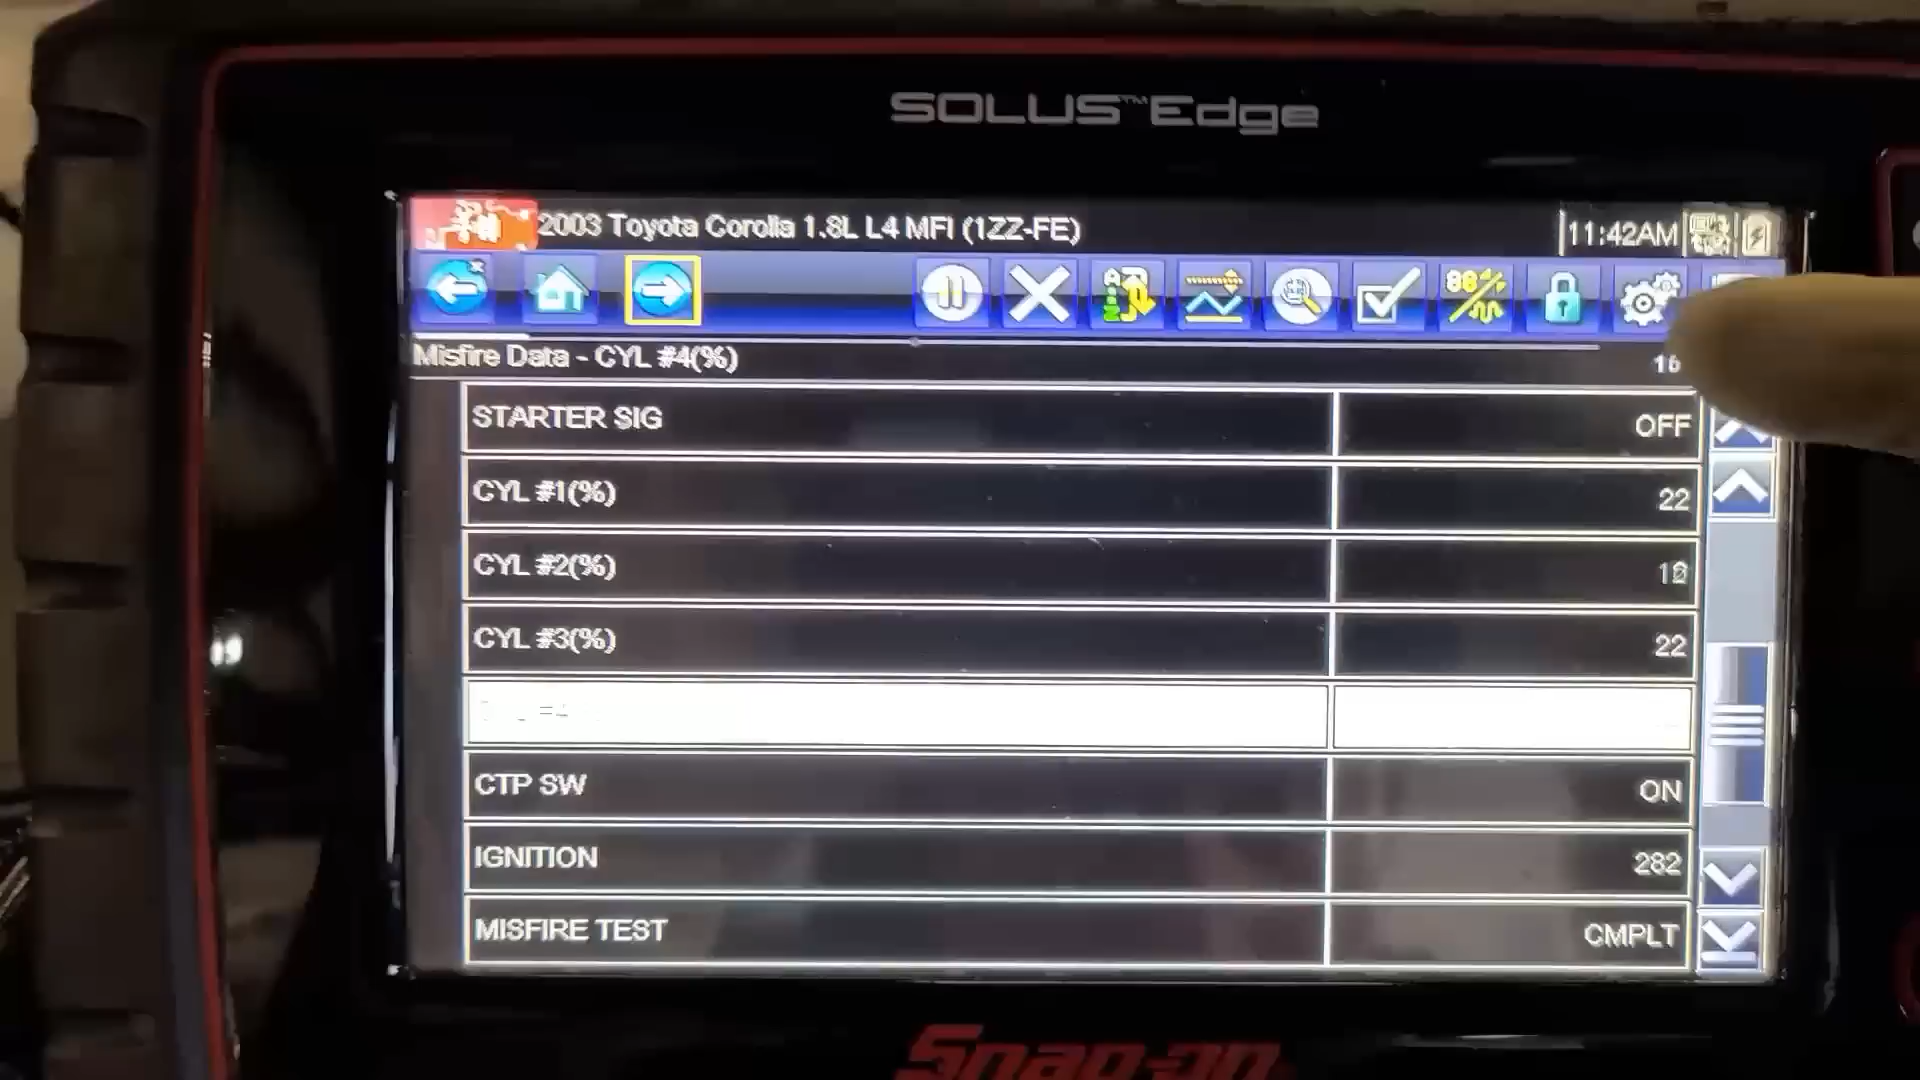 SOLUS™ Edge
2003 Toyota Corolla 1.8L L4 MFI (1ZZ-FE)
11:42AM
Misfire Data - CYL #4(%)
16
STARTER SIG
OFF
CYL #1(%)
22
CYL #2(%)
CYL #3(%)
22
CTP SW
ON
IGNITION
282
MISFIRE TEST
CMPLT
Snap-on